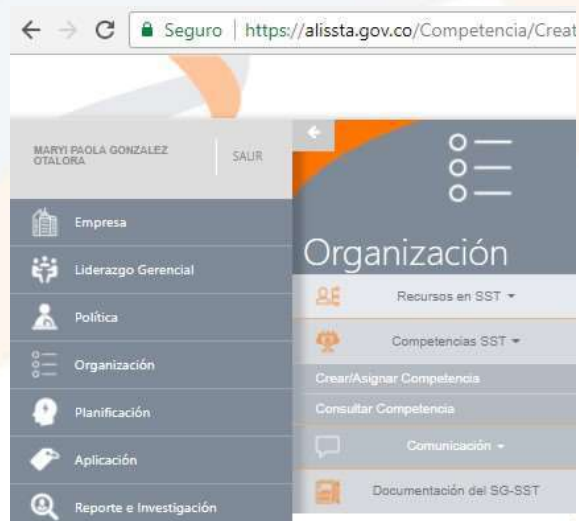 Seguro | https://alissta.gov.co/Competencia/Creat
MARYI PAOLA GONZALEZ
OTALORA
SALIR
Empresa
Liderazgo Gerencial
Política
Organización
Planificación
Aplicación
Reporte e Investigación
Organización
Recursos en SST
Competencias SST
Crear/Asignar Competencia
Consultar Competencia
Comunicación
Documentación del SG-SST